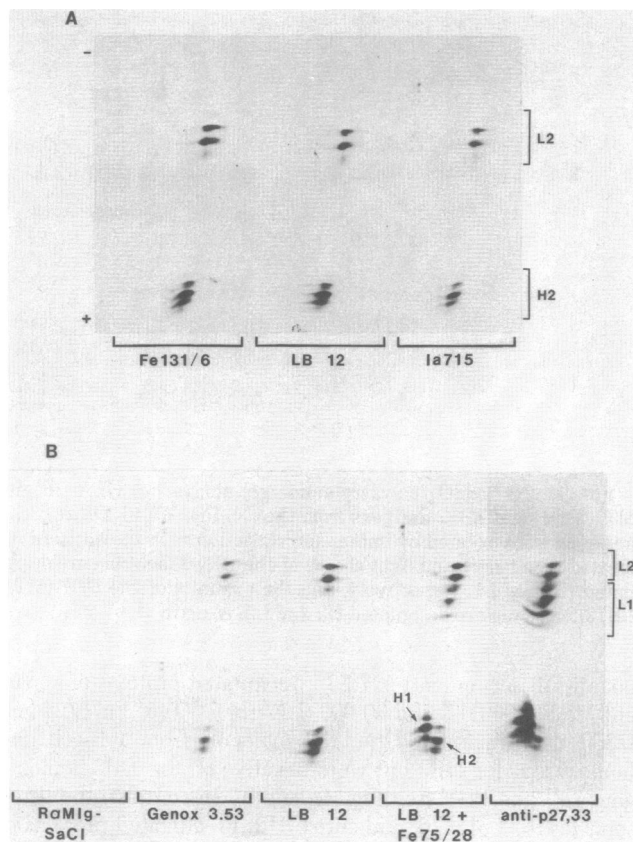 A
−
L2
H2
+
Fe131/6 LB 12 Ia715
B
L2
L1
H1
H2
RαMIg- Genox 3.53 LB 12 LB 12 + anti-p27,33
SaCI Fe75/28